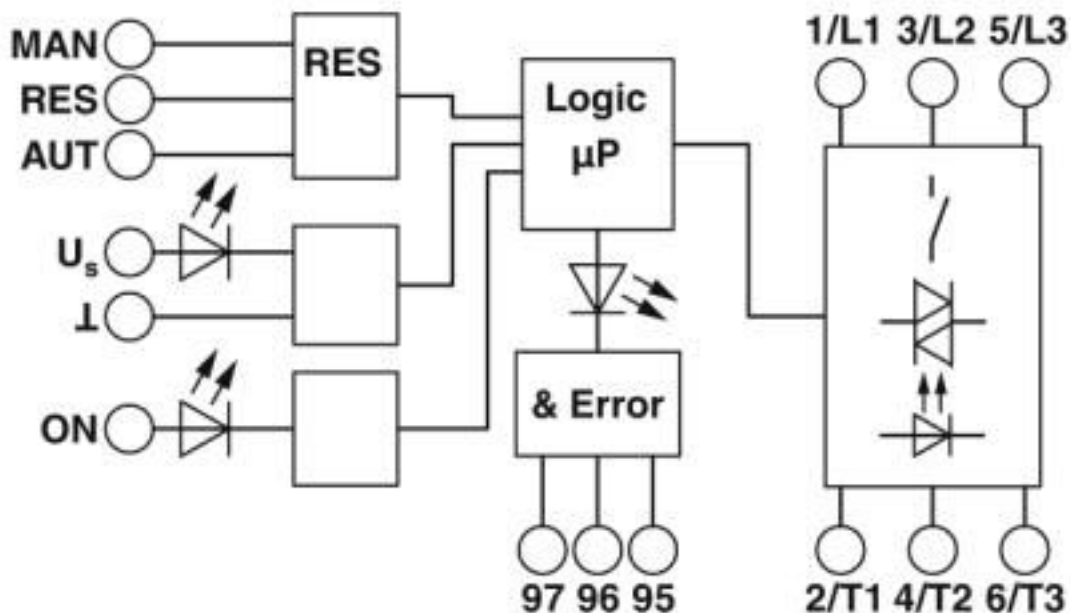 MAN
RES
AUT
RES
U_s
⊥
ON
Logic
µP
& Error
97 96 95
1/L1 3/L2 5/L3
2/T1 4/T2 6/T3